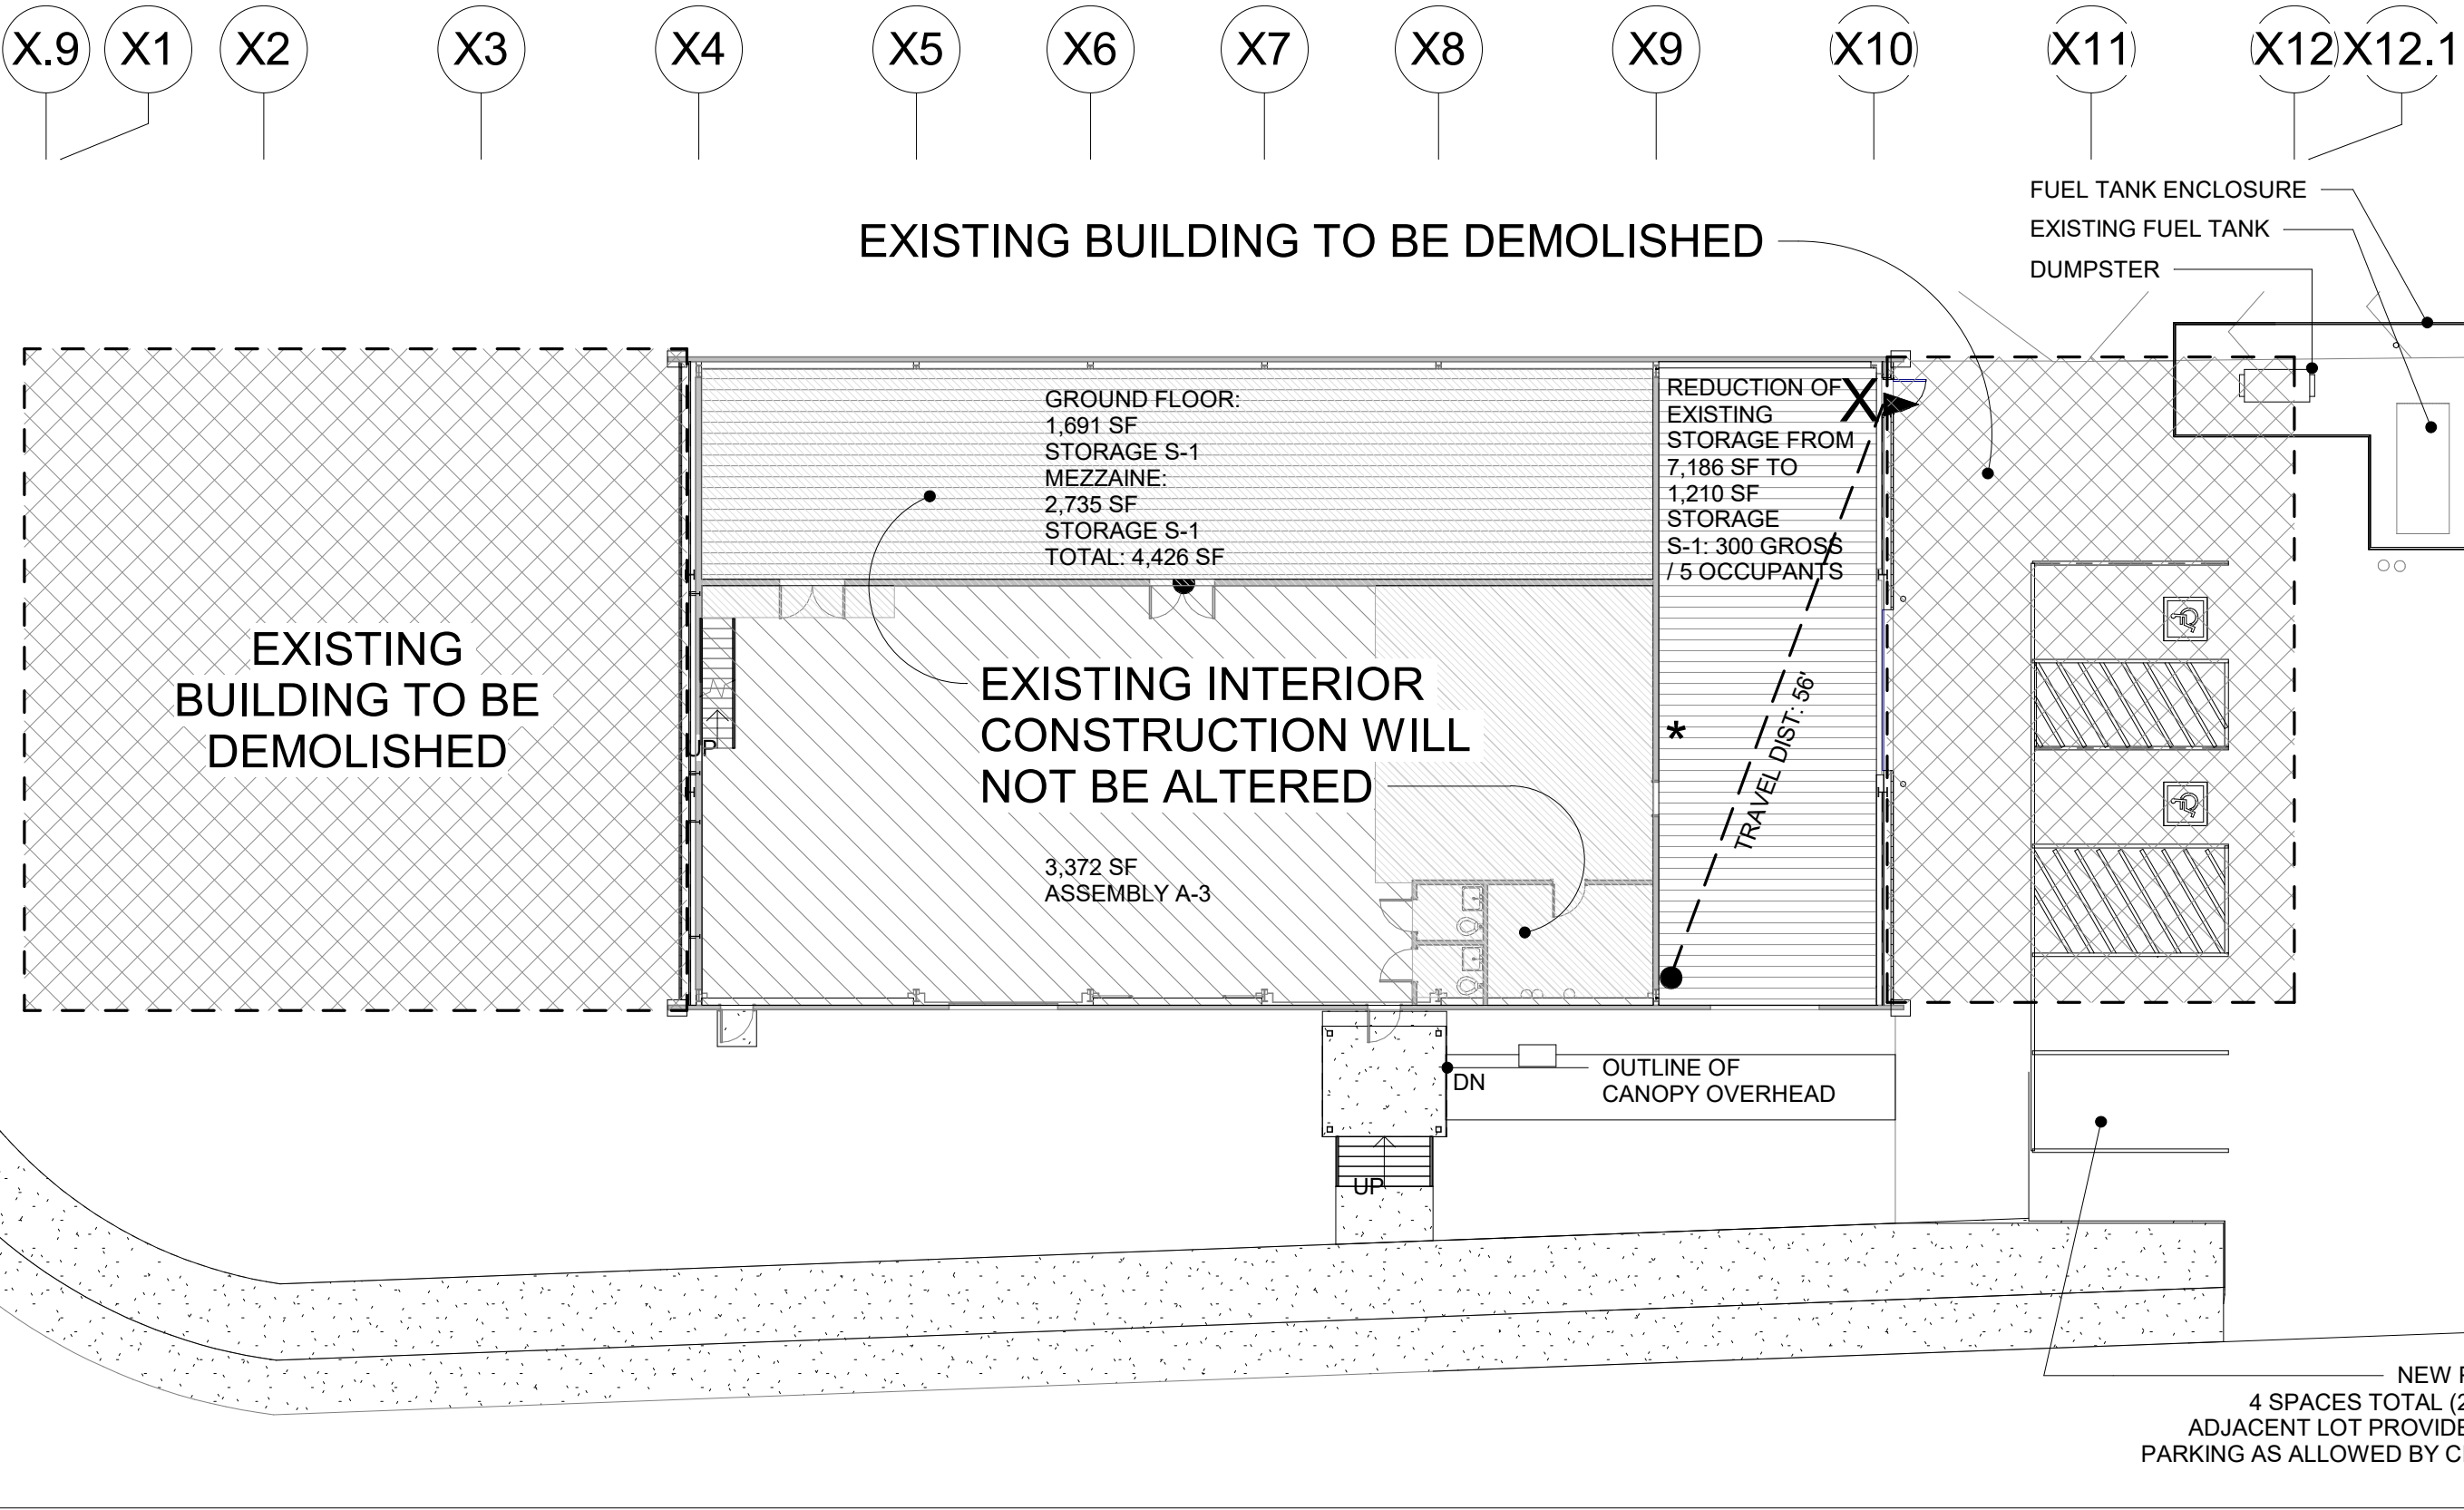 X.9
X1
X2
X3
X4
X5
X6
X7
X8
X9
X10
X11
X12
X12.1
FUEL TANK ENCLOSURE
EXISTING FUEL TANK
DUMPSTER
EXISTING BUILDING TO BE DEMOLISHED
GROUND FLOOR:
1,691 SF
STORAGE S-1
MEZZAINE:
2,735 SF
STORAGE S-1
TOTAL: 4,426 SF
REDUCTION OF
EXISTING
STORAGE FROM
7,186 SF TO
1,210 SF
STORAGE
S-1: 300 GROSS
/ 5 OCCUPANTS
X
EXISTING
BUILDING TO BE
DEMOLISHED
UP
EXISTING INTERIOR
CONSTRUCTION WILL
NOT BE ALTERED
*
TRAVEL DIST: 56'
3,372 SF
ASSEMBLY A-3
DN
OUTLINE OF
CANOPY OVERHEAD
UP
NEW
4 SPACES TOTAL (2
ADJACENT LOT PROVIDE
PARKING AS ALLOWED BY